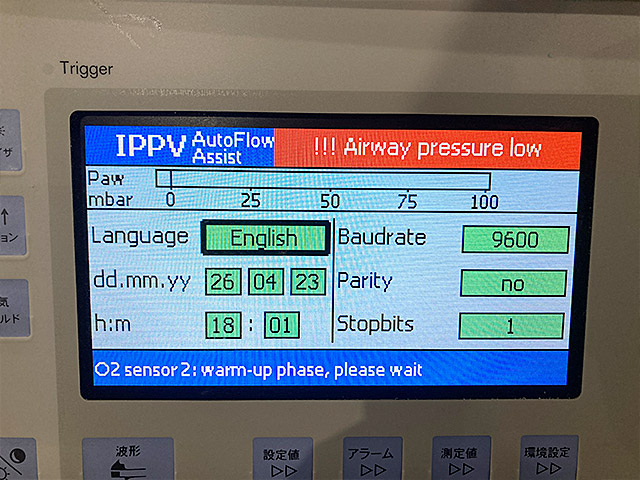 Trigger
IPPV AutoFlow Assist
!!! Airway pressure low
Paw
mbar 0 25 50 75 100
Language English Baudrate 9600
dd.mm.yy 26 04 23 Parity no
h:m 18 : 01 Stopbits 1
O2 sensor 2: warm-up phase, please wait
波形 設定値 アラーム 測定値 環境設定